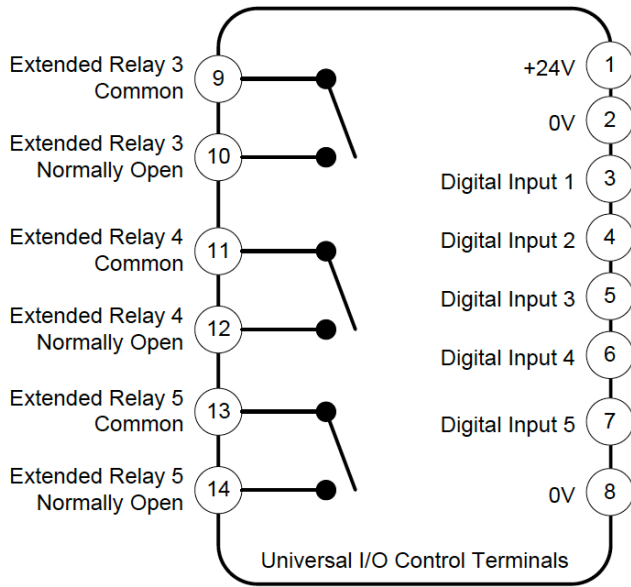 Extended Relay 3
Common
9
Extended Relay 3
Normally Open
10
Extended Relay 4
Common
11
Extended Relay 4
Normally Open
12
Extended Relay 5
Common
13
Extended Relay 5
Normally Open
14
+24V 1
0V 2
Digital Input 1 3
Digital Input 2 4
Digital Input 3 5
Digital Input 4 6
Digital Input 5 7
0V 8
Universal I/O Control Terminals